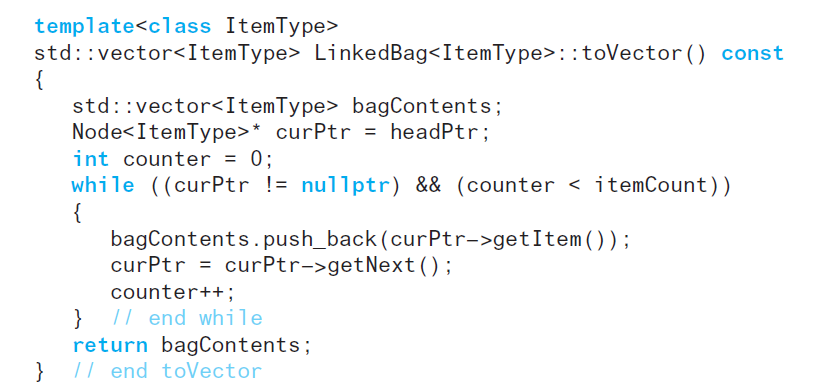 template<class ItemType>
std::vector<ItemType> LinkedBag<ItemType>::toVector() const
{
   std::vector<ItemType> bagContents;
   Node<ItemType>* curPtr = headPtr;
   int counter = 0;
   while ((curPtr != nullptr) && (counter < itemCount))
   {
      bagContents.push_back(curPtr–>getItem());
      curPtr = curPtr–>getNext();
      counter++;
   }  // end while
   return bagContents;
}  // end toVector